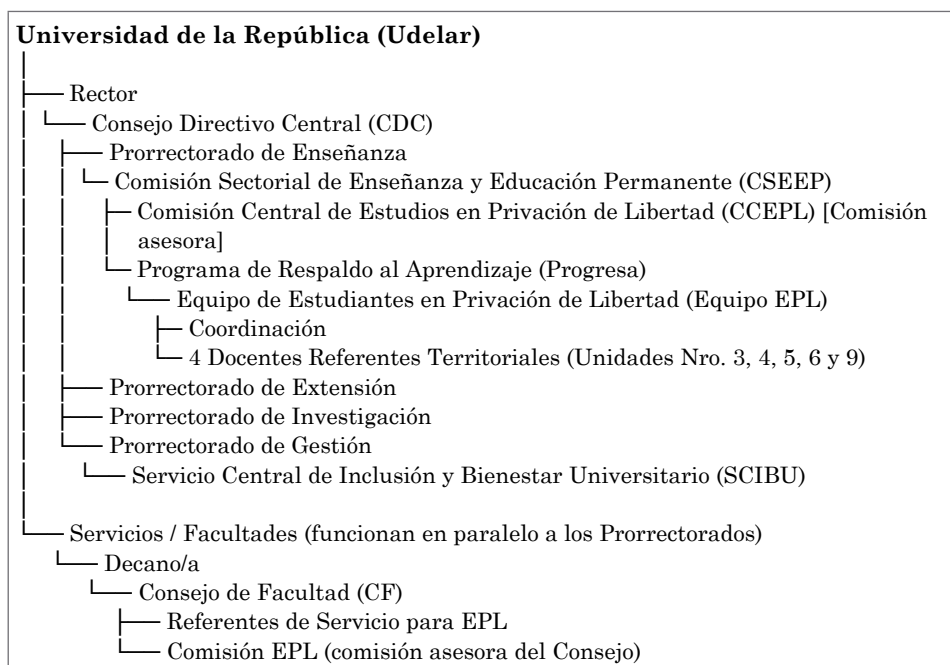 Universidad de la República (Udelar)
Rector
Consejo Directivo Central (CDC)
Prorrectorado de Enseñanza
Comisión Sectorial de Enseñanza y Educación Permanente (CSEEP)
Comisión Central de Estudios en Privación de Libertad (CCEPL) [Comisión
asesora]
Programa de Respaldo al Aprendizaje (Progresa)
Equipo de Estudiantes en Privación de Libertad (Equipo EPL)
Coordinación
4 Docentes Referentes Territoriales (Unidades Nro. 3, 4, 5, 6 y 9)
Prorrectorado de Extensión
Prorrectorado de Investigación
Prorrectorado de Gestión
Servicio Central de Inclusión y Bienestar Universitario (SCIBU)
Servicios / Facultades (funcionan en paralelo a los Prorrectorados)
Decano/a
Consejo de Facultad (CF)
Referentes de Servicio para EPL
Comisión EPL (comisión asesora del Consejo)